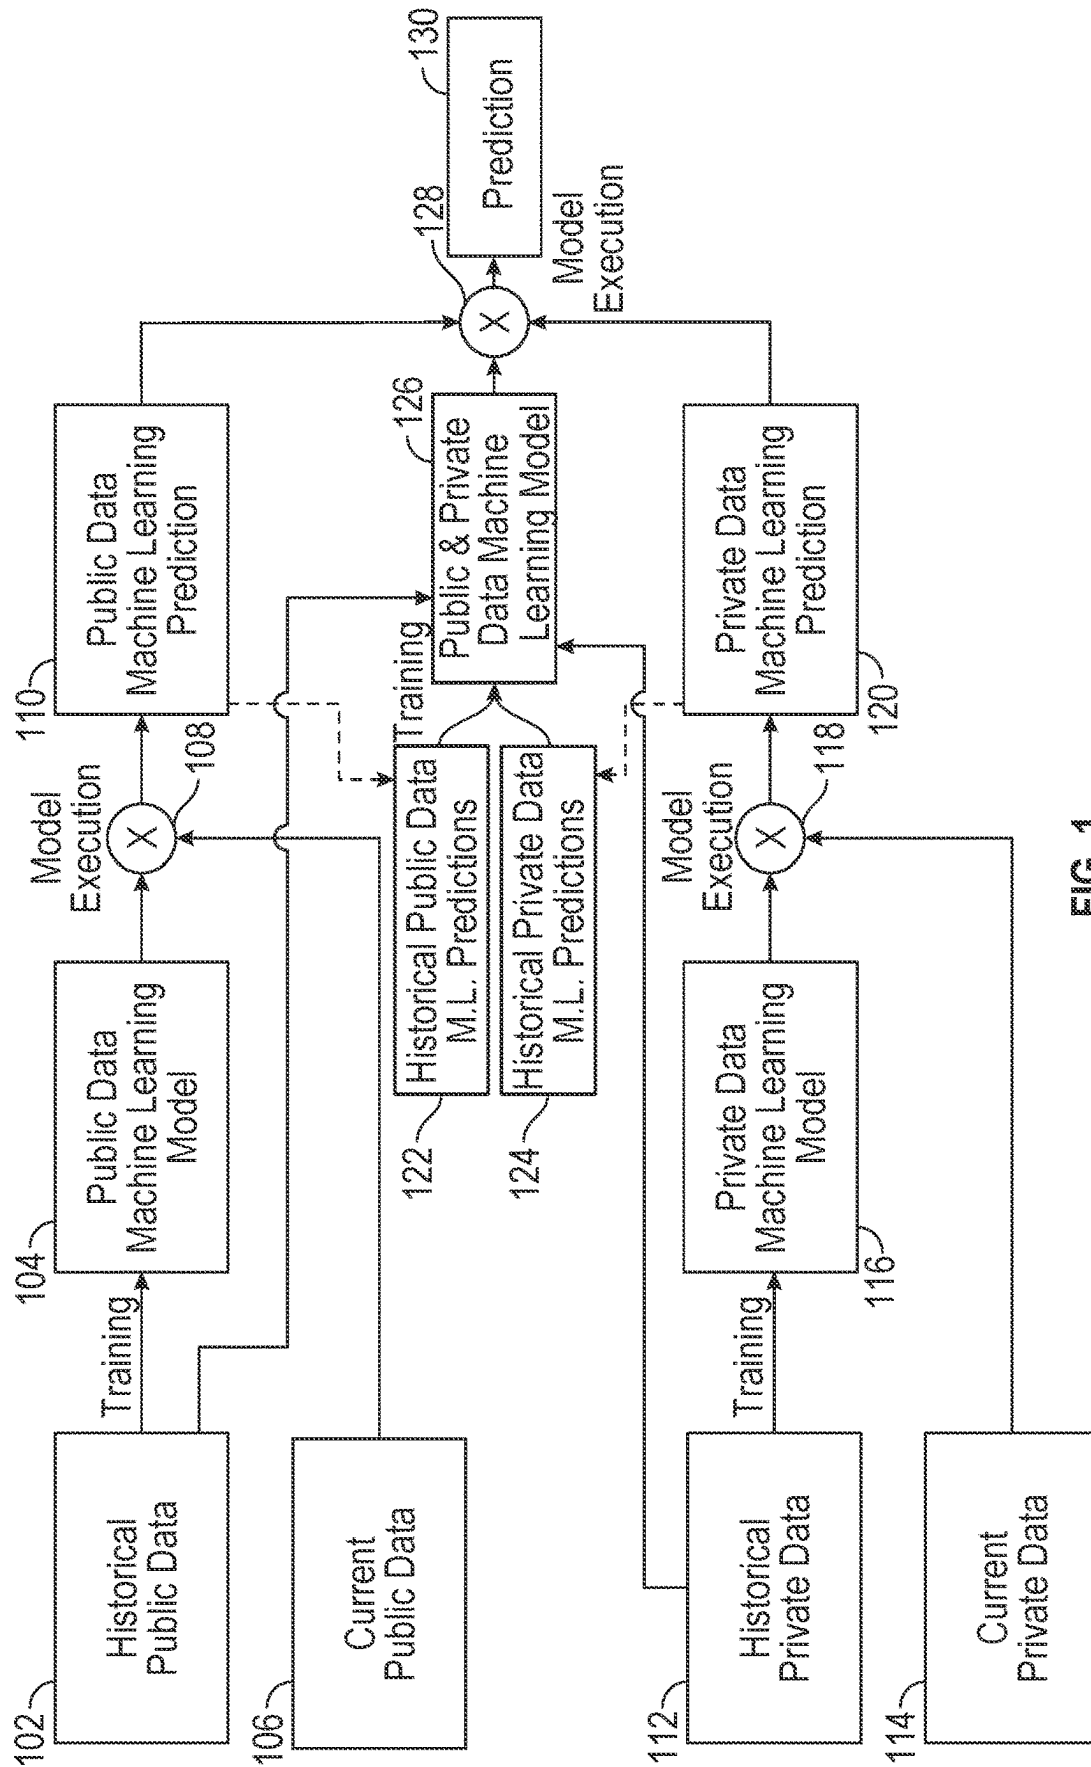 102
Historical
Public Data
Training
104
Public Data
Machine Learning
Model
Model
Execution
108
X
110
Public Data
Machine Learning
Prediction
106
Current
Public Data
122
Historical Public Data
M.L. Predictions
124
Historical Private Data
M.L. Predictions
Training
126
Public & Private
Data Machine
Learning Model
128
X
Model
Execution
130
Prediction
112
Historical
Private Data
Training
116
Private Data
Machine Learning
Model
Model
Execution
118
X
120
Private Data
Machine Learning
Prediction
114
Current
Private Data
FIG. 1